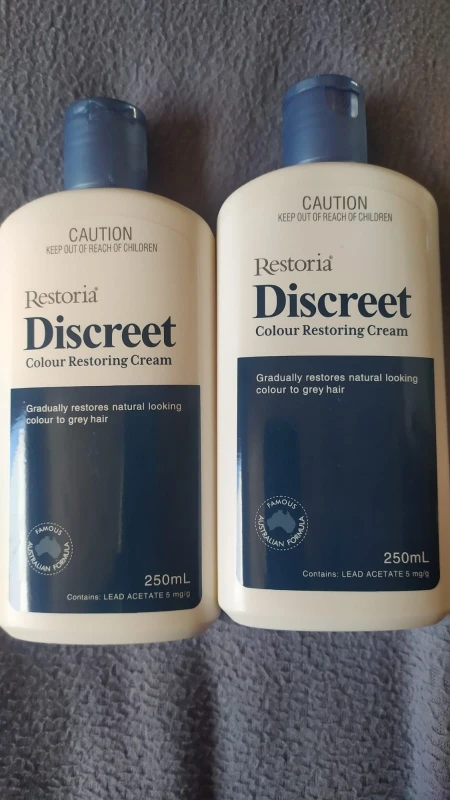 CAUTION
KEEP OUT OF REACH OF CHILDREN
Restoria®
Discreet
Colour Restoring Cream
Gradually restores natural looking
colour to grey hair
FAMOUS
AUSTRALIAN FORMULA
250mL
Contains: LEAD ACETATE 5 mg/g
CAUTION
KEEP OUT OF REACH OF CHILDREN
Restoria®
Discreet
Colour Restoring Cream
Gradually restores natural looking
colour to grey hair
FAMOUS
AUSTRALIAN FORMULA
250mL
Contains: LEAD ACETATE 5 mg/g